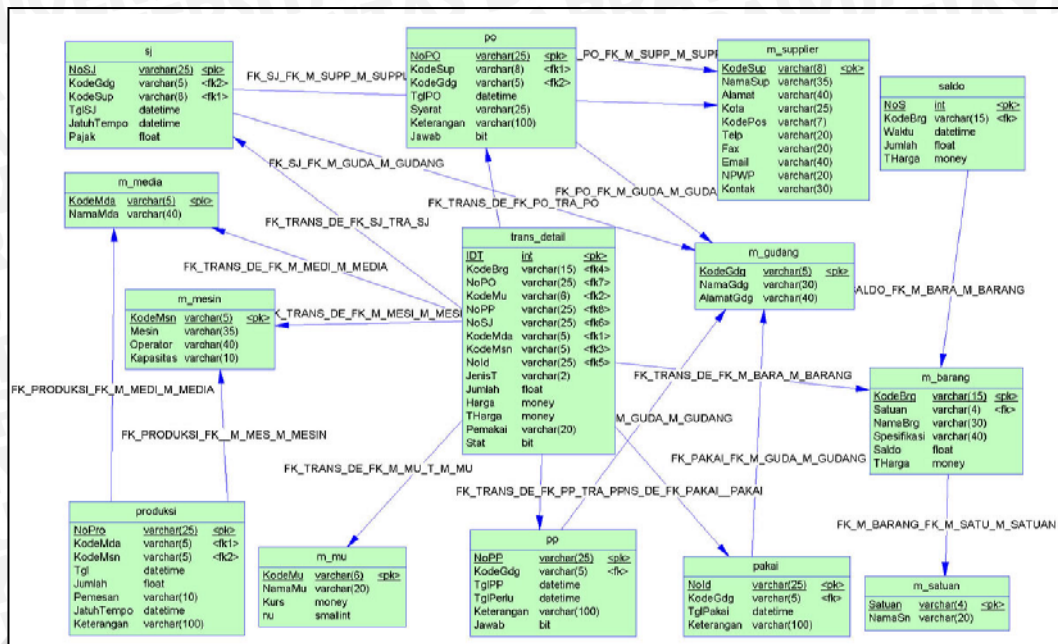 sj
NoSJ varchar(25) <pk>
KodeGdg varchar(5) <fk2>
KodeSup varchar(8) <fk1>
TglSJ datetime
JatuhTempo datetime
Pajak float
FK_SJ_FK_M_SUPP_M_SUPPL
po
NoPO varchar(25) <pk>
KodeSup varchar(8) <fk1>
KodeGdg varchar(5) <fk2>
TglPO datetime
Syarat varchar(25)
Keterangan varchar(100)
Jawab bit
_PO_FK_M_SUPP_M_SUPP
m_supplier
KodeSup varchar(8) <pk>
NamaSup varchar(35)
Alamat varchar(40)
Kota varchar(25)
KodePos varchar(7)
Telp varchar(20)
Fax varchar(20)
Email varchar(40)
NPWP varchar(20)
Kontak varchar(30)
saldo
NoS int <pk>
KodeBrg varchar(15) <fk>
Waktu datetime
Jumlah float
THarga money
FK_SJ_FK_M_GUDA_M_GUDANG
FK_PO_FK_M_GUDA_M_GUDA
FK_TRANS_DE_FK_PO_TRA_PO
FK_TRANS_DE_FK_SJ_TRA_SJ
m_media
KodeMda varchar(5) <pk>
NamaMda varchar(40)
FK_TRANS_DE_FK_M_MEDI_M_MEDIA
trans_detail
IDT int <pk>
KodeBrg varchar(15) <fk4>
NoPO varchar(25) <fk7>
KodeMu varchar(6) <fk2>
NoPP varchar(25) <fk8>
NoSJ varchar(25) <fk6>
KodeMda varchar(5) <fk1>
KodeMsn varchar(5) <fk3>
NoId varchar(25) <fk5>
JenisT varchar(2)
Jumlah float
Harga money
THarga money
Pemakai varchar(20)
Stat bit
m_gudang
KodeGdg varchar(5) <pk>
NamaGdg varchar(30)
AlamatGdg varchar(40)
SALDO_FK_M_BARA_M_BARANG
m_mesin
KodeMsn varchar(5) <pk>
Mesin varchar(35)
Operator varchar(40)
Kapasitas varchar(10)
K_TRANS_DE_FK_M_MESI_M_MESI
FK_TRANS_DE_FK_M_BARA_M_BARANG
m_barang
KodeBrg varchar(15) <pk>
Satuan varchar(4) <fk>
NamaBrg varchar(30)
Spesifikasi varchar(40)
Saldo float
THarga money
FK_PRODUKSI_FK_M_MEDI_M_MEDIA
FK_PRODUKSI_FK__M_MES_M_MESIN
M_GUDA_M_GUDANG
FK_PAKAI_FK_M_GUDA_M_GUDANG
FK_TRANS_DE_FK_M_MU_T_M_MU
FK_TRANS_DE_FK_PP_TRA_PPNS_DE_FK_PAKAI__PAKAI
FK_M_BARANG_FK_M_SATU_M_SATUAN
produksi
NoPro varchar(25) <pk>
KodeMda varchar(5) <fk1>
KodeMsn varchar(5) <fk2>
Tgl datetime
Jumlah float
Pemesan varchar(10)
JatuhTempo datetime
Keterangan varchar(100)
m_mu
KodeMu varchar(6) <pk>
NamaMu varchar(20)
Kurs money
nu smallint
pp
NoPP varchar(25) <pk>
KodeGdg varchar(5) <fk>
TglPP datetime
TglPerlu datetime
Keterangan varchar(100)
Jawab bit
pakai
NoId varchar(25) <pk>
KodeGdg varchar(5) <fk>
TglPakai datetime
Keterangan varchar(100)
m_satuan
Satuan varchar(4) <pk>
NamaSn varchar(20)